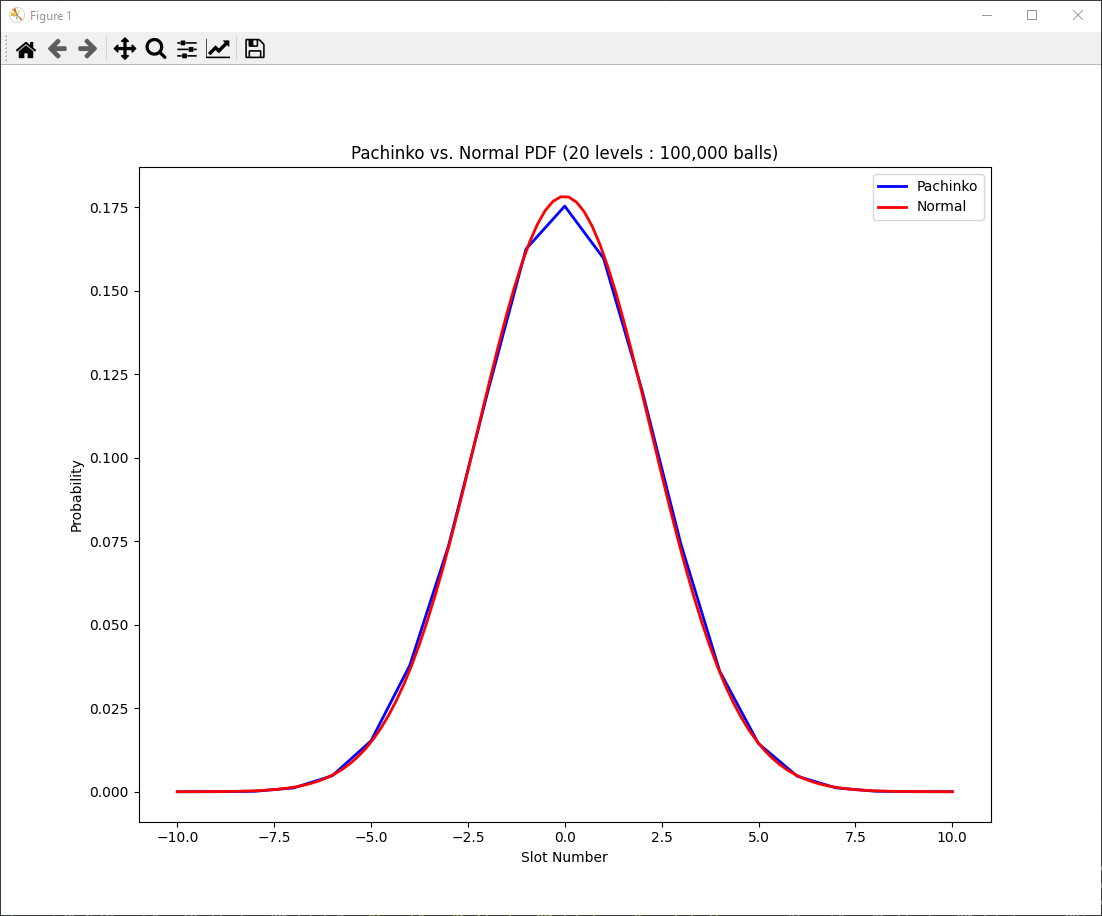 Figure 1
Pachinko vs. Normal PDF (20 levels : 100,000 balls)
Pachinko
Normal
0.175
0.150
0.125
0.100
0.075
0.050
0.025
0.000
Probability
−10.0 −7.5 −5.0 −2.5 0.0 2.5 5.0 7.5 10.0
Slot Number